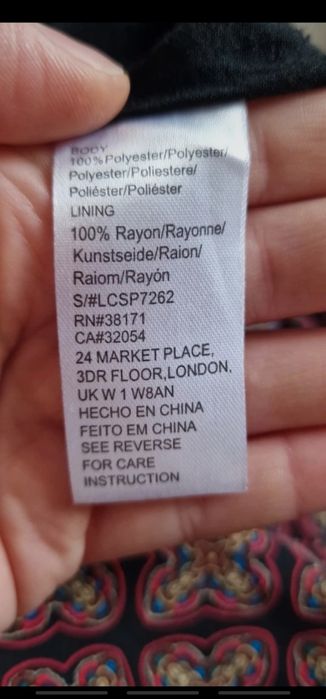 BODY
100% Polyester/Polyester/
Polyester/Poliestere/
Poliéster/Poliéster
LINING
100% Rayon/Rayonne/
Kunstseide/Raion/
Raiom/Rayón
S/#LCSP7262
RN#38171
CA#32054
24 MARKET PLACE,
3DR FLOOR,LONDON.
UK W 1 W8AN
HECHO EN CHINA
FEITO EM CHINA
SEE REVERSE
FOR CARE
INSTRUCTION